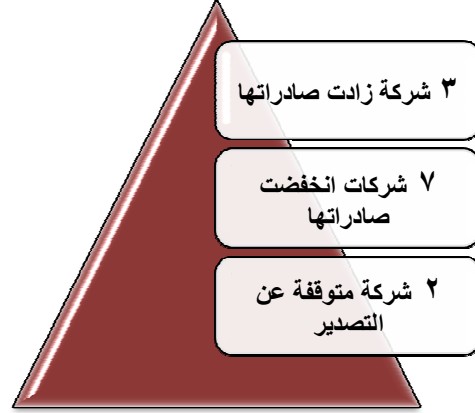 ٣ شركة زادت صادراتها
٧ شركات انخفضت
صادراتها
٢ شركة متوقفة عن
التصدير